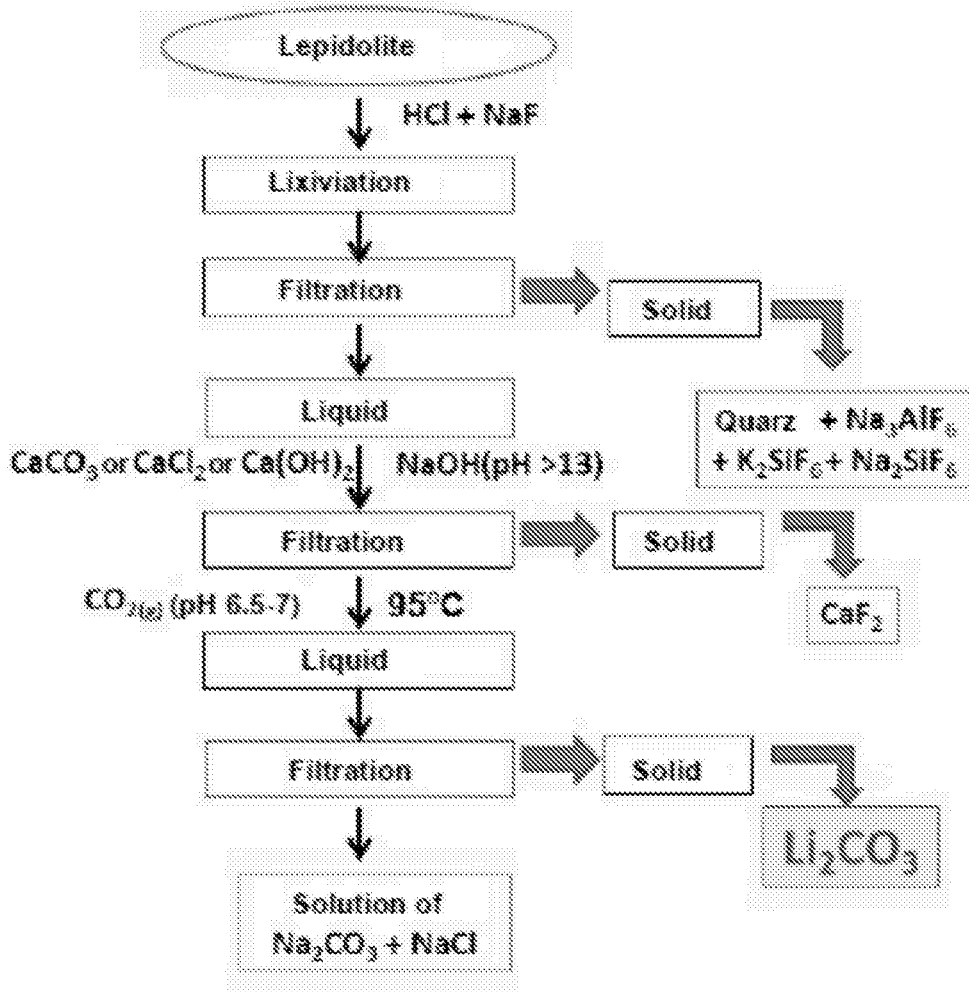 Lepidolite
HCl + NaF
Lixiviation
Filtration
Solid
Liquid
Quarz + Na₃AlF₆
+ K₂SiF₆ + Na₂SiF₆
CaCO₃ or CaCl₂ or Ca(OH)₂
NaOH(pH >13)
Filtration
Solid
CaF₂
CO₂(g) (pH 6.5-7)
95°C
Liquid
Filtration
Solid
Li₂CO₃
Solution of
Na₂CO₃ + NaCl